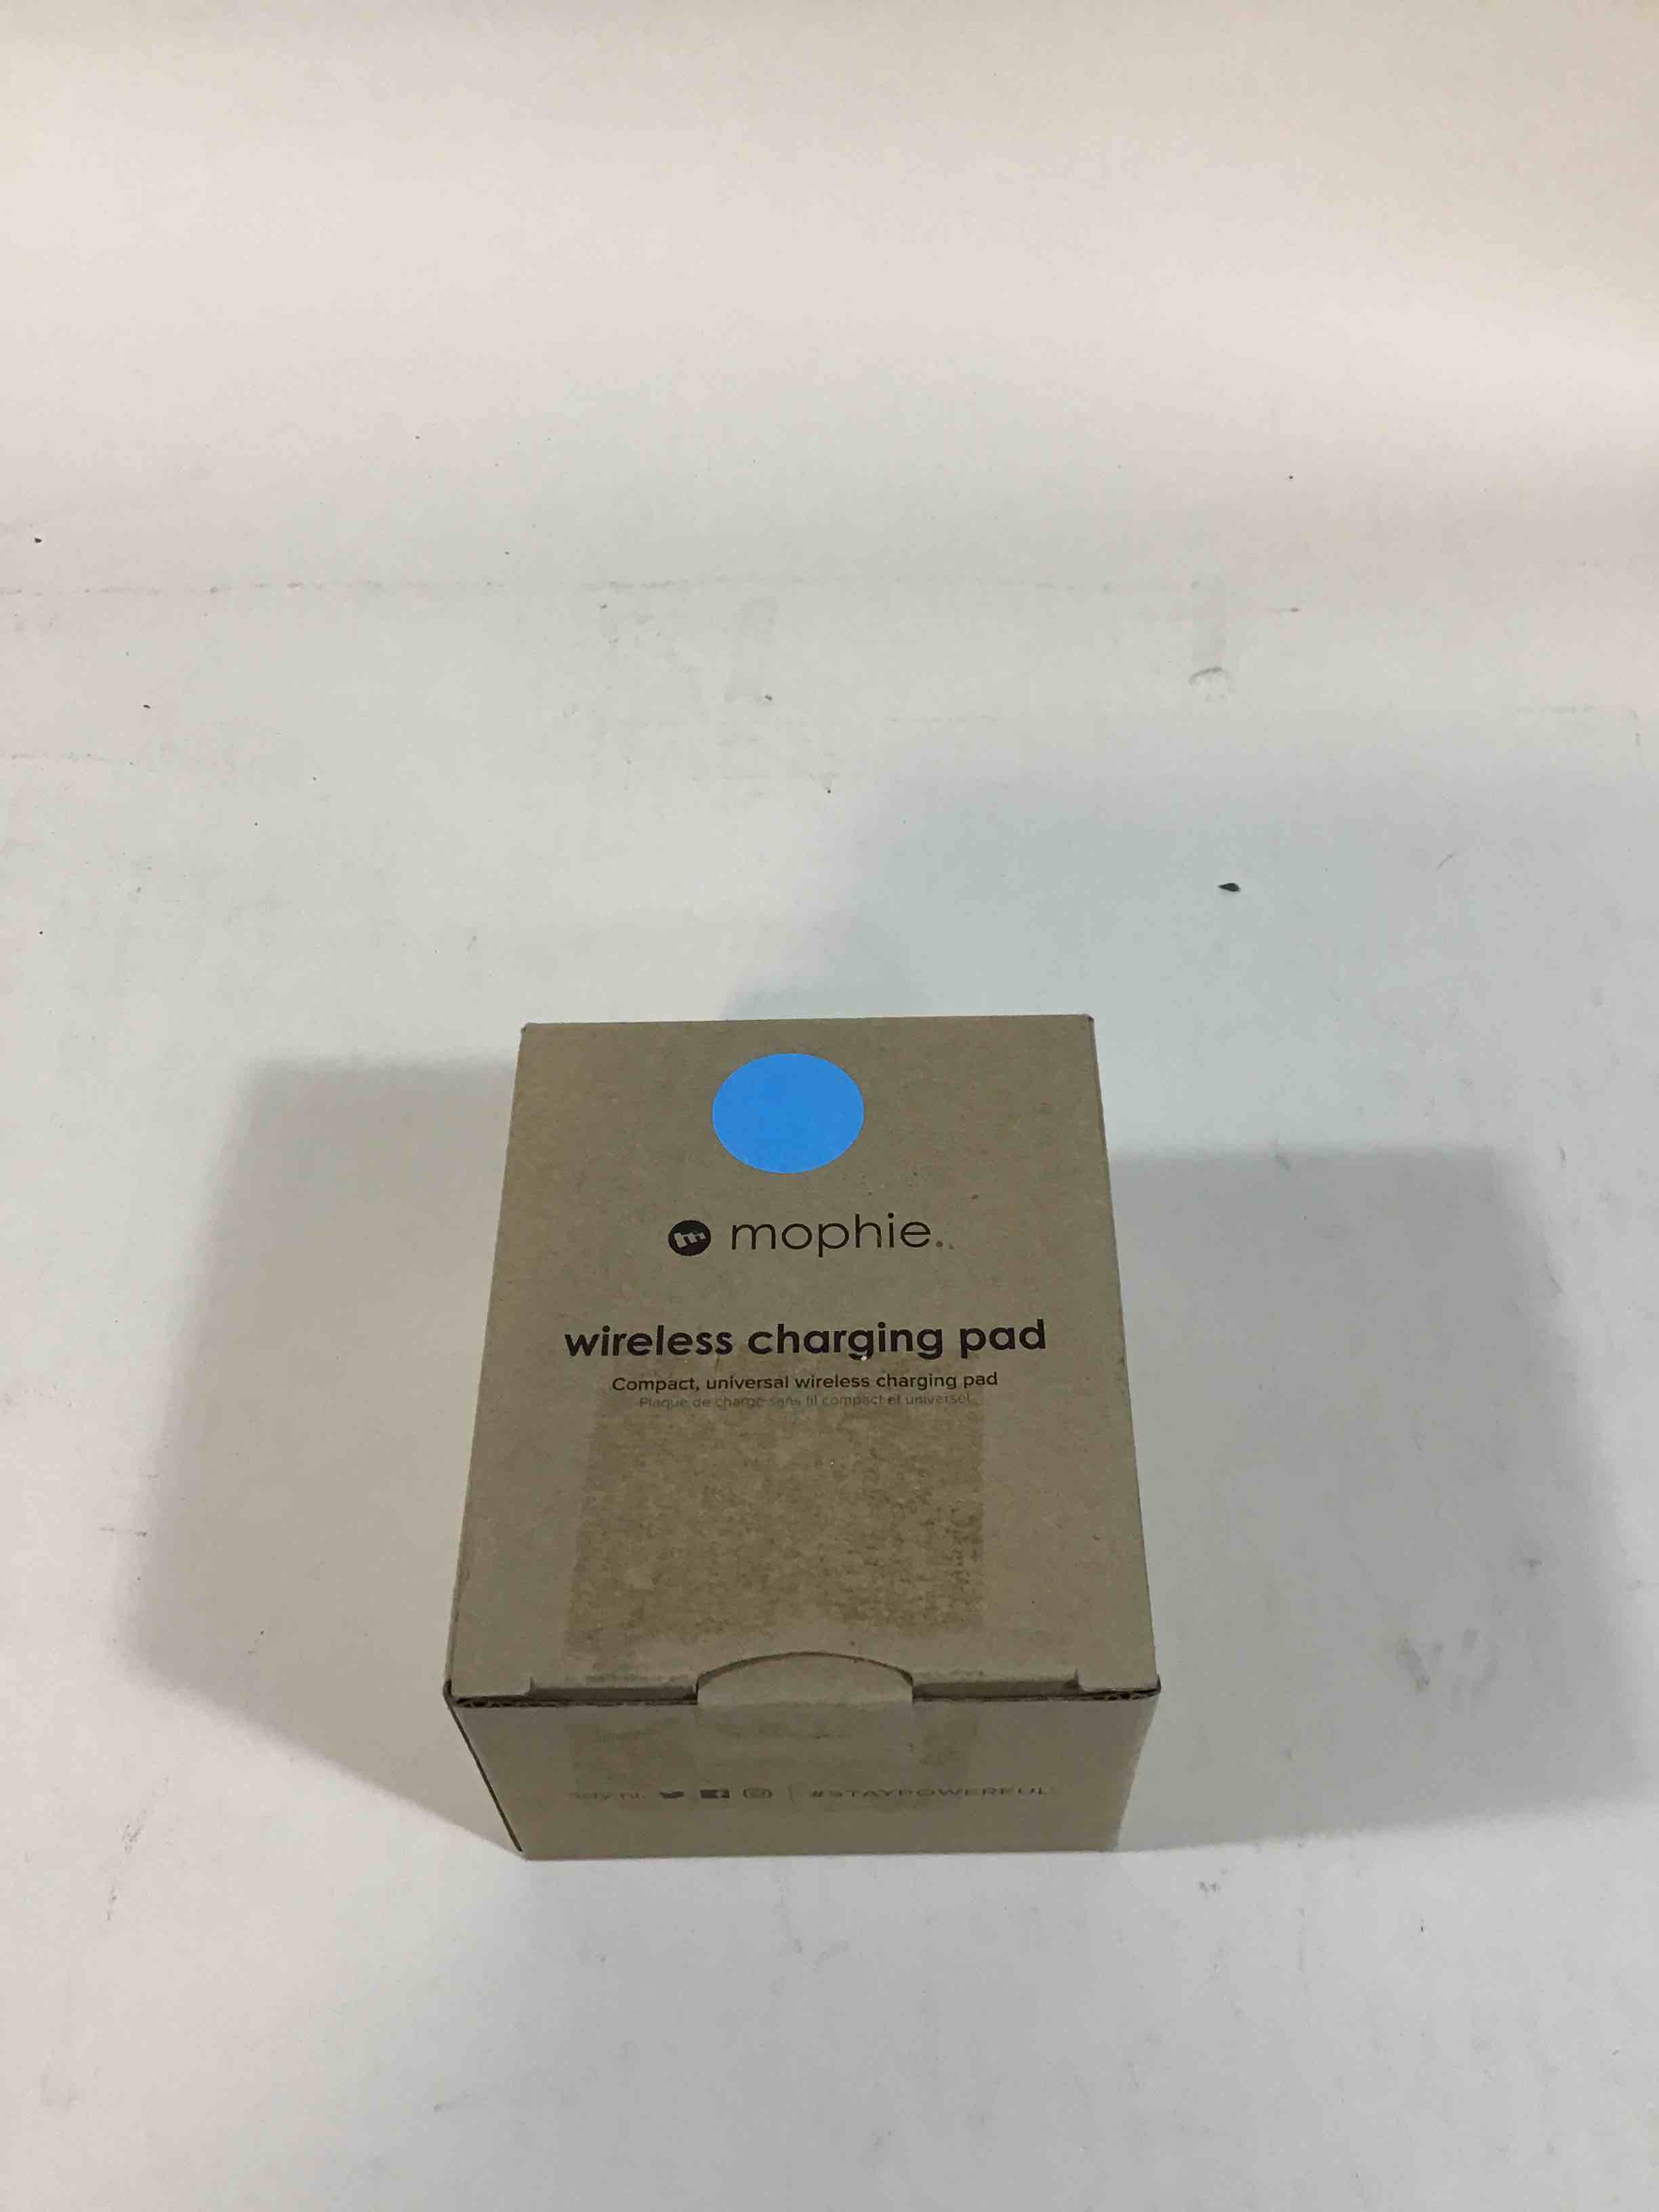 mophie.
wireless charging pad
Compact, universal wireless charging pad
Plaque de charge sans fil compact et universel
#STAYPOWERFUL